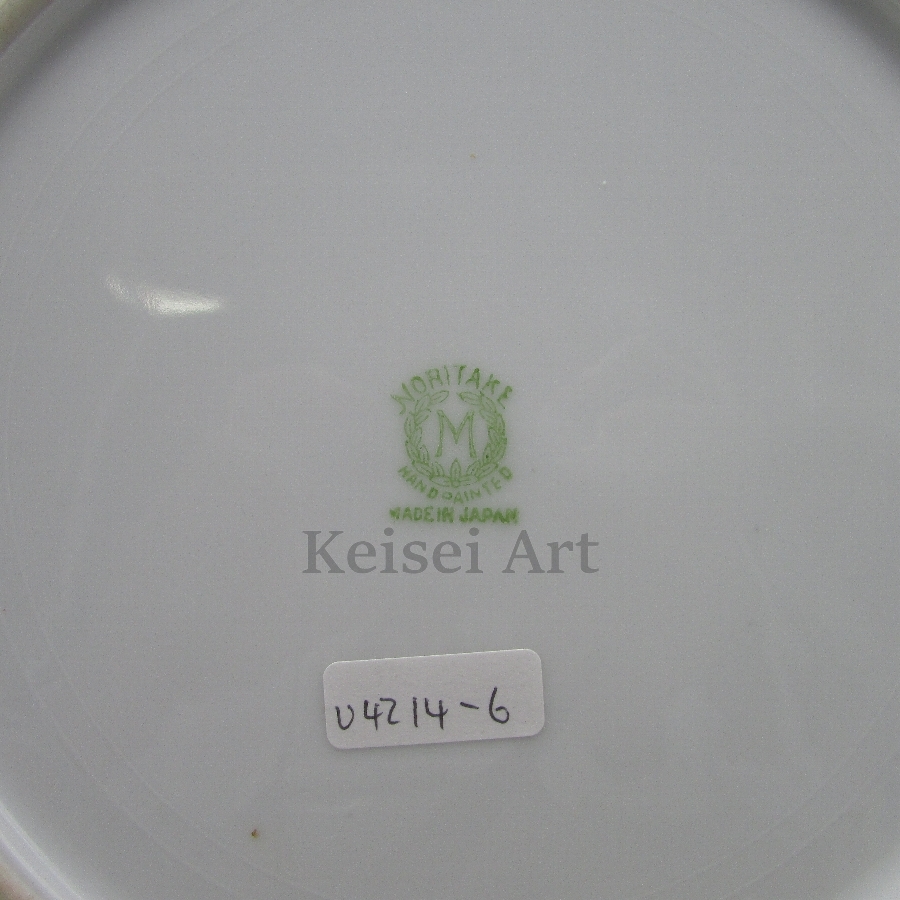 NORITAKE
M
HAND PAINTED
MADE IN JAPAN
Keisei Art
U4214-6